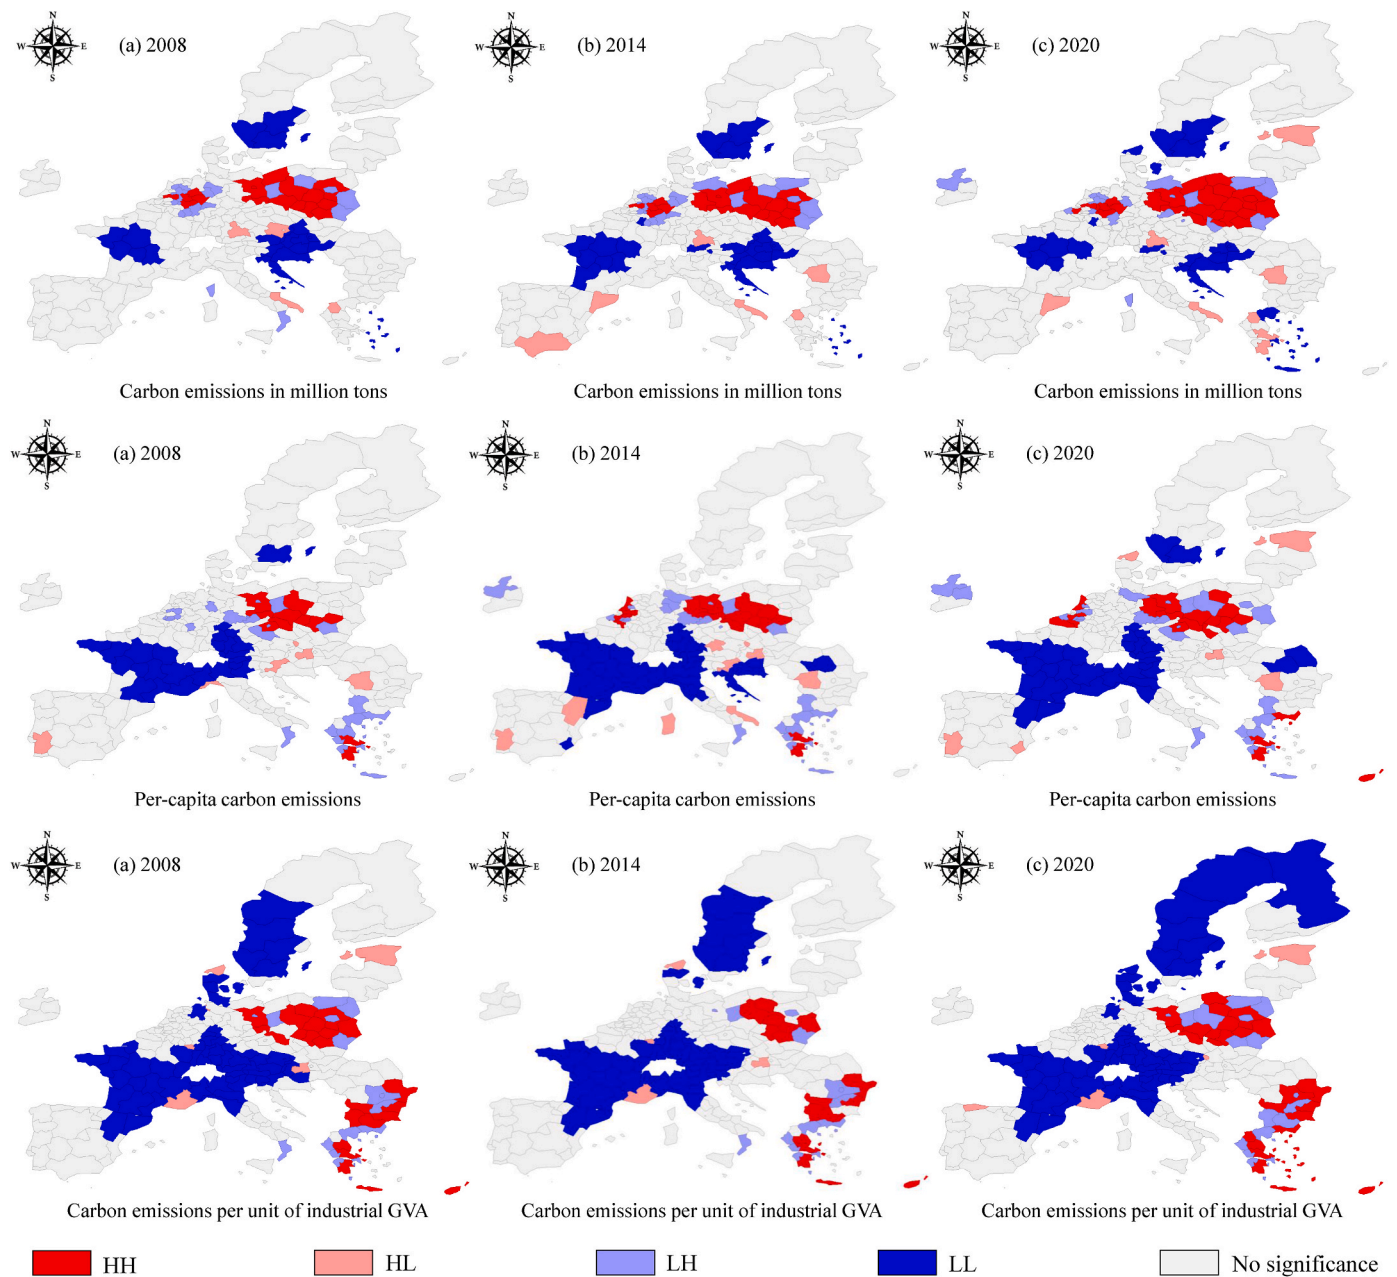 N
W E
S
(a) 2008
N
W E
S
(b) 2014
N
W E
S
(c) 2020
Carbon emissions in million tons
Carbon emissions in million tons
Carbon emissions in million tons
N
W E
S
(a) 2008
N
W E
S
(b) 2014
N
W E
S
(c) 2020
Per-capita carbon emissions
Per-capita carbon emissions
Per-capita carbon emissions
N
W E
S
(a) 2008
N
W E
S
(b) 2014
N
W E
S
(c) 2020
Carbon emissions per unit of industrial GVA
Carbon emissions per unit of industrial GVA
Carbon emissions per unit of industrial GVA
HH
HL
LH
LL
No significance